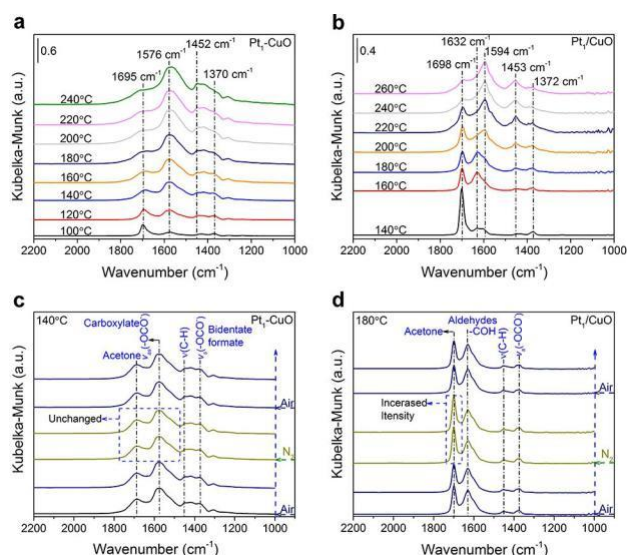 a
0.6
1452 cm⁻¹
Pt₁-CuO
1576 cm⁻¹
1695 cm⁻¹
1370 cm⁻¹
240°C
220°C
200°C
180°C
160°C
140°C
120°C
100°C
Kubelka-Munk (a.u.)
2200 2000 1800 1600 1400 1200 1000
Wavenumber (cm⁻¹)
b
0.4
1632 cm⁻¹
Pt₁/CuO
1594 cm⁻¹
1698 cm⁻¹
1453 cm⁻¹
1372 cm⁻¹
260°C
240°C
220°C
200°C
180°C
160°C
140°C
Kubelka-Munk (a.u.)
2200 2000 1800 1600 1400 1200 1000
Wavenumber (cm⁻¹)
c
140°C
Pt₁-CuO
Carboxylate
Acetone
νas(-OCO⁻)
ν(C-H)
νs(-OCO⁻)
Bidentate
formate
Air
Unchanged
N₂
Air
Kubelka-Munk (a.u.)
2200 2000 1800 1600 1400 1200 1000
Wavenumber (cm⁻¹)
d
180°C
Pt₁/CuO
Aldehydes
-COH
Acetone
ν(C-H)
νs(-OCO⁻)
Air
Incerased
Itensity
N₂
Air
Kubelka-Munk (a.u.)
2200 2000 1800 1600 1400 1200 1000
Wavenumber (cm⁻¹)